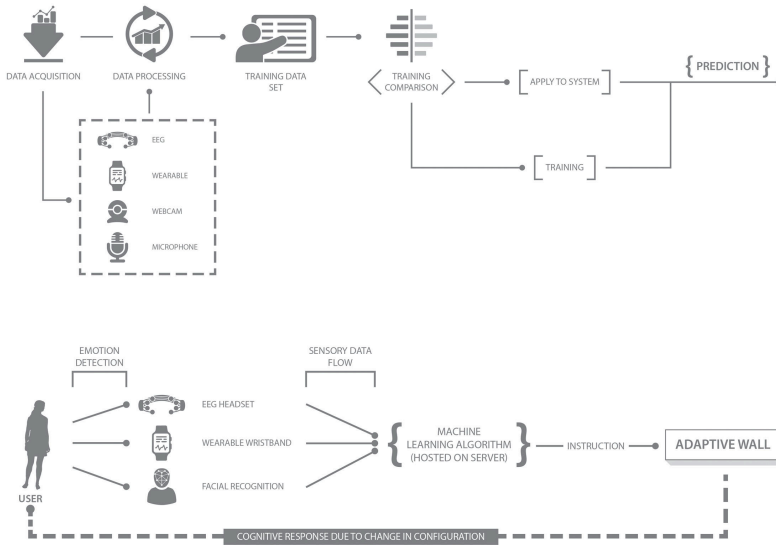 DATA ACQUISITION
DATA PROCESSING
TRAINING DATA
SET
TRAINING
COMPARISON
APPLY TO SYSTEM
{ PREDICTION }
TRAINING
EEG
WEARABLE
WEBCAM
MICROPHONE
EMOTION
DETECTION
SENSORY DATA
FLOW
USER
EEG HEADSET
WEARABLE WRISTBAND
FACIAL RECOGNITION
MACHINE
LEARNING ALGORITHM
(HOSTED ON SERVER)
INSTRUCTION
ADAPTIVE WALL
COGNITIVE RESPONSE DUE TO CHANGE IN CONFIGURATION